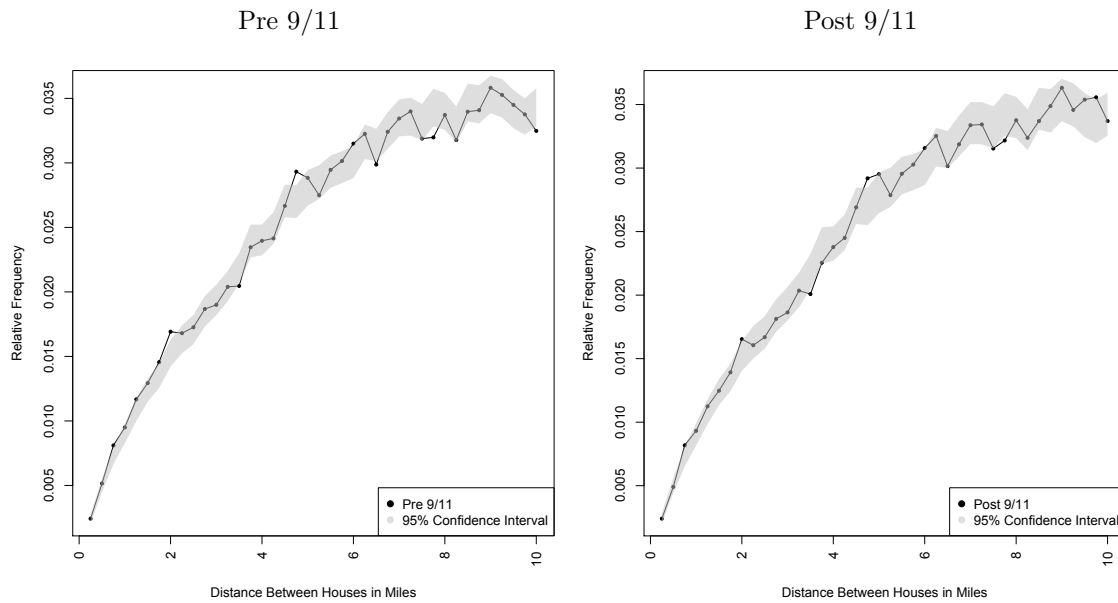 Pre 9/11
Relative Frequency
0.035
0.030
0.025
0.020
0.015
0.010
0.005
0 2 4 6 8 10
Distance Between Houses in Miles
Pre 9/11
95% Confidence Interval
Post 9/11
Relative Frequency
0.035
0.030
0.025
0.020
0.015
0.010
0.005
0 2 4 6 8 10
Distance Between Houses in Miles
Post 9/11
95% Confidence Interval